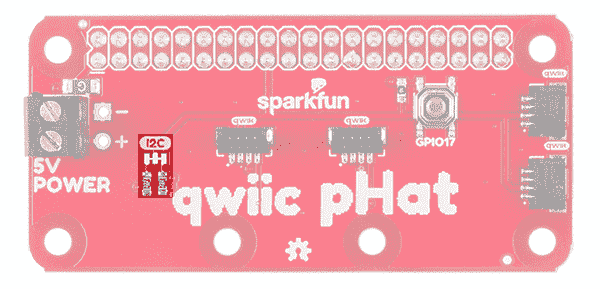 qwiic
sparkfun
I2C
qwiic
qwiic
GPIO17
qwiic
- 
+
5V
POWER
qwiic pHat